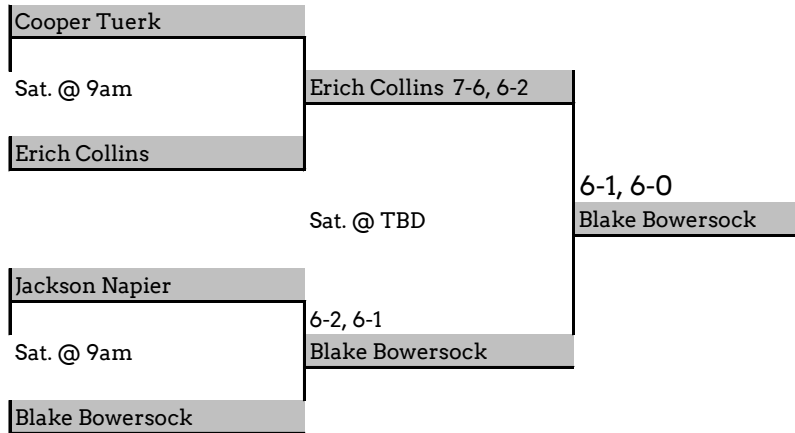 Cooper Tuerk
Sat. @ 9am
Erich Collins 7-6, 6-2
Erich Collins
6-1, 6-0
Sat. @ TBD
Blake Bowersock
Jackson Napier
6-2, 6-1
Sat. @ 9am
Blake Bowersock
Blake Bowersock